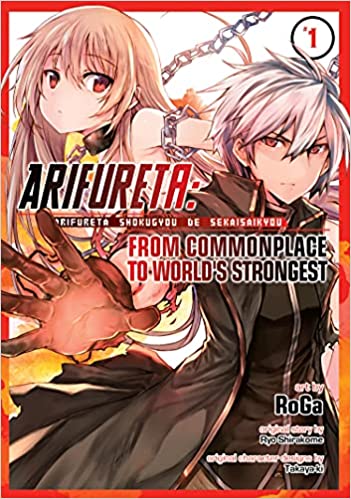 #1
ARIFURETA:
ARIFURETA SHOKUGYOU DE SEKAISAIKYOU
FROM COMMONPLACE
TO WORLD'S STRONGEST
art by
RoGa
original story by
Ryo Shirakome
original character designs by
Takaya-ki